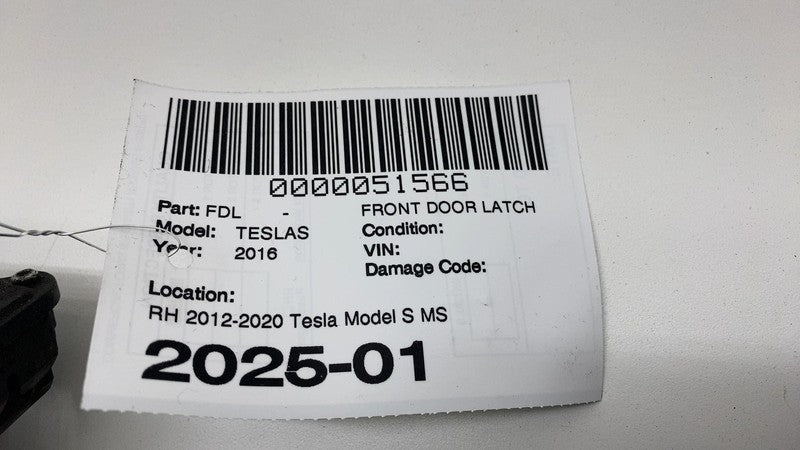 0000051566
Part: FDL - FRONT DOOR LATCH
Model: TESLAS Condition:
Year: 2016 VIN:
Damage Code:
Location:
RH 2012-2020 Tesla Model S MS
2025-01